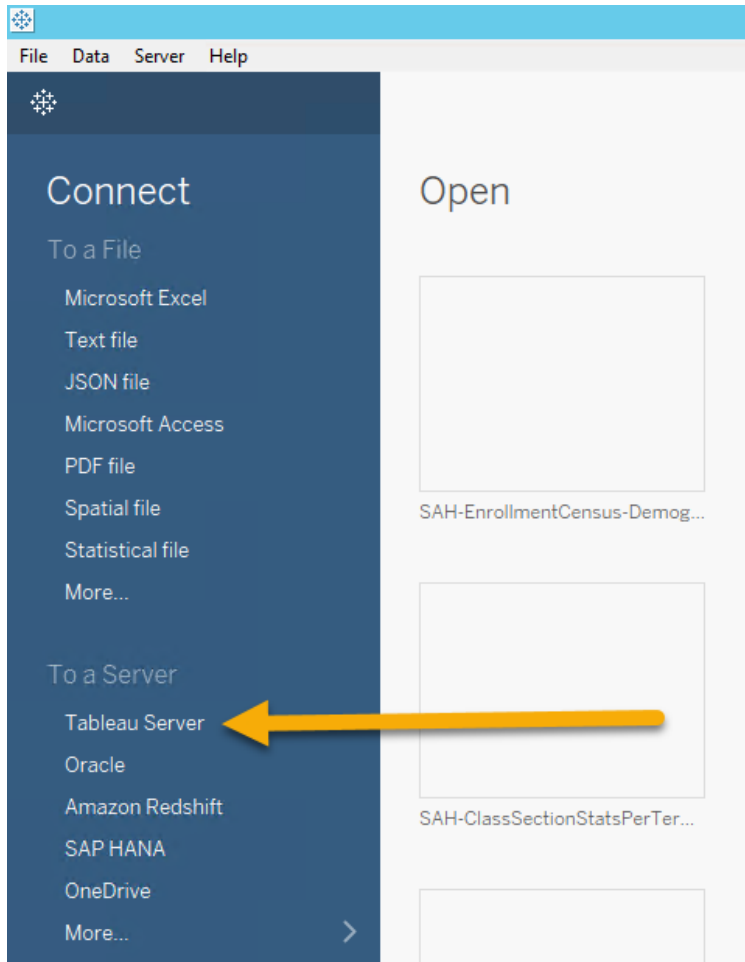 File Data Server Help
Connect
To a File
Microsoft Excel
Text file
JSON file
Microsoft Access
PDF file
Spatial file
Statistical file
More...
To a Server
Tableau Server
Oracle
Amazon Redshift
SAP HANA
OneDrive
More...
Open
SAH-EnrollmentCensus-Demog...
SAH-ClassSectionStatsPerTer...